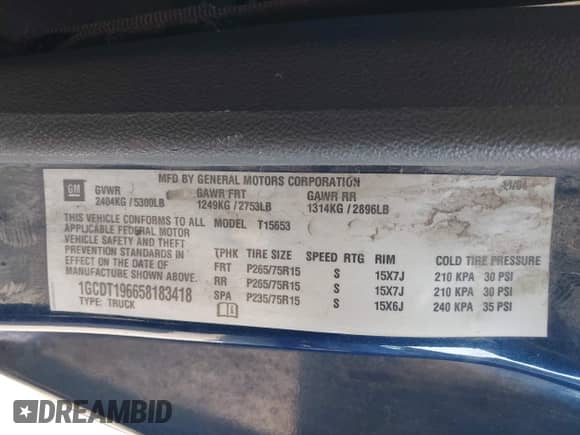 MFD BY GENERAL MOTORS CORPORATION 11/04
GM GVWR GAWR FRT GAWR RR
2404KG / 5300LB 1249KG / 2753LB 1314KG / 2896LB
THIS VEHICLE CONFORMS TO ALL
APPLICABLE FEDERAL MOTOR
VEHICLE SAFETY AND THEFT
PREVENTION STANDARDS IN
EFFECT ON THE DATE OF
MANUFACTURE SHOWN ABOVE.
1GCDT196658183418
TYPE: TRUCK
MODEL T15653
TPHK TIRE SIZE SPEED RTG RIM COLD TIRE PRESSURE
FRT P265/75R15 S 15X7J 210 KPA 30 PSI
RR P265/75R15 S 15X7J 210 KPA 30 PSI
SPA P235/75R15 S 15X6J 240 KPA 35 PSI
DREAMBID